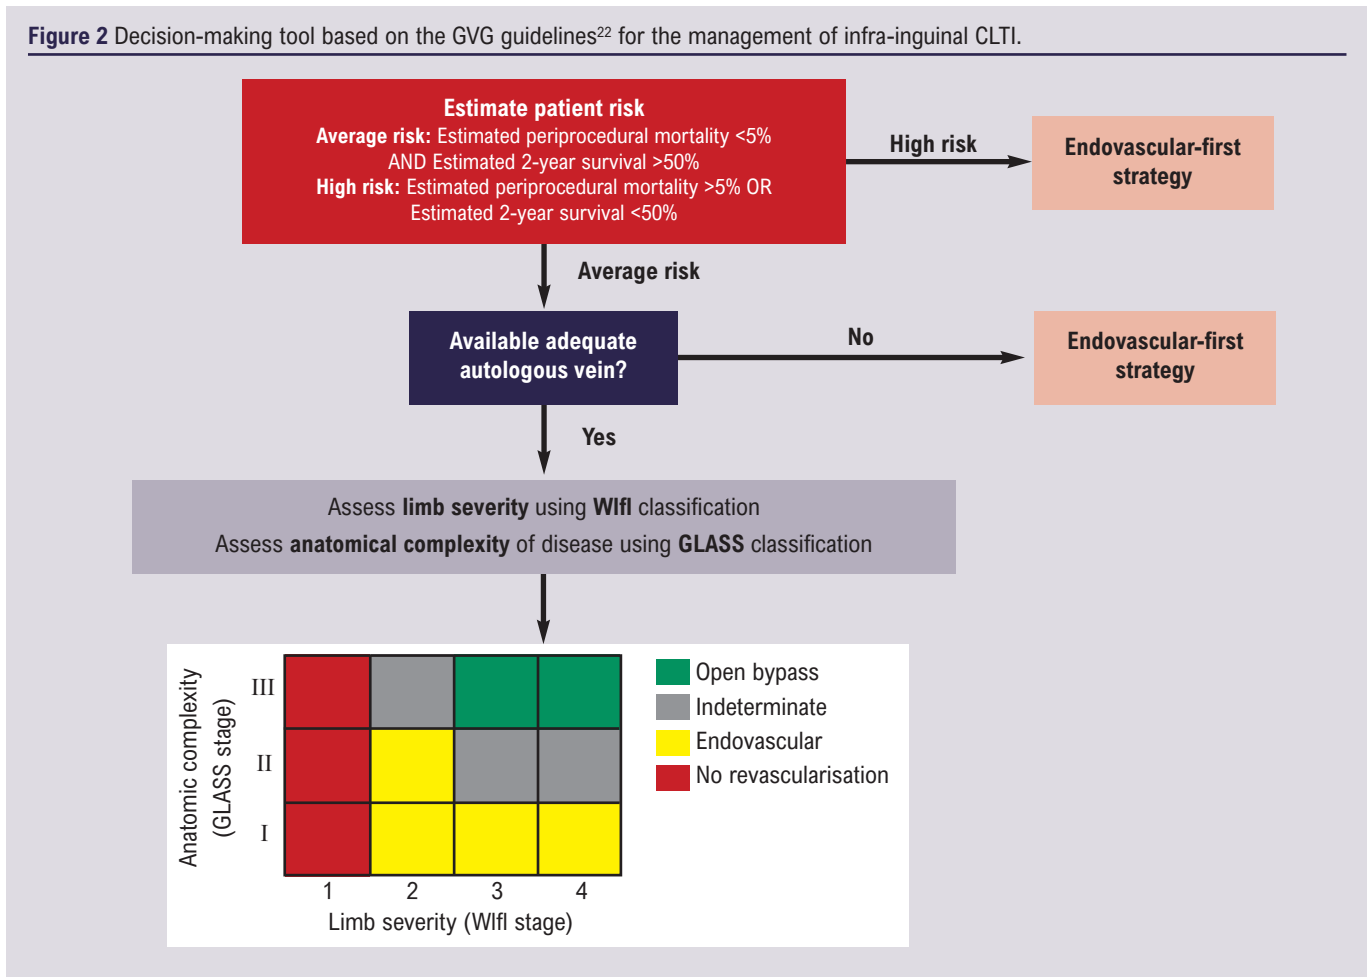 Figure 2 Decision-making tool based on the GVG guidelines22 for the management of infra-inguinal CLTI.
Estimate patient risk
Average risk: Estimated periprocedural mortality <5%
AND Estimated 2-year survival >50%
High risk: Estimated periprocedural mortality >5% OR
Estimated 2-year survival <50%
High risk
Endovascular-first
strategy
Average risk
Available adequate
autologous vein?
No
Endovascular-first
strategy
Yes
Assess limb severity using WIfI classification
Assess anatomical complexity of disease using GLASS classification
Anatomic complexity
(GLASS stage)
III
II
I
1 2 3 4
Limb severity (WIfI stage)
Open bypass
Indeterminate
Endovascular
No revascularisation